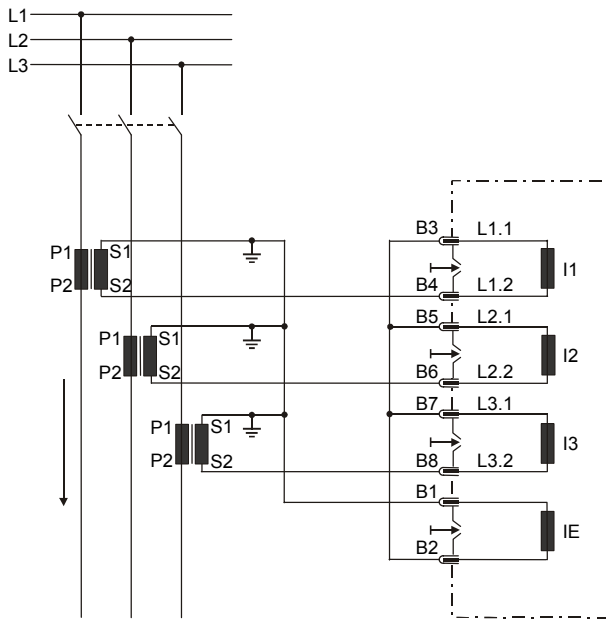 L1
L2
L3
B3 L1.1
P1 S1
I1
P2 S2
B4 L1.2
B5 L2.1
P1 S1
I2
P2 S2
B6 L2.2
B7 L3.1
P1 S1
I3
P2 S2
B8 L3.2
B1
IE
B2